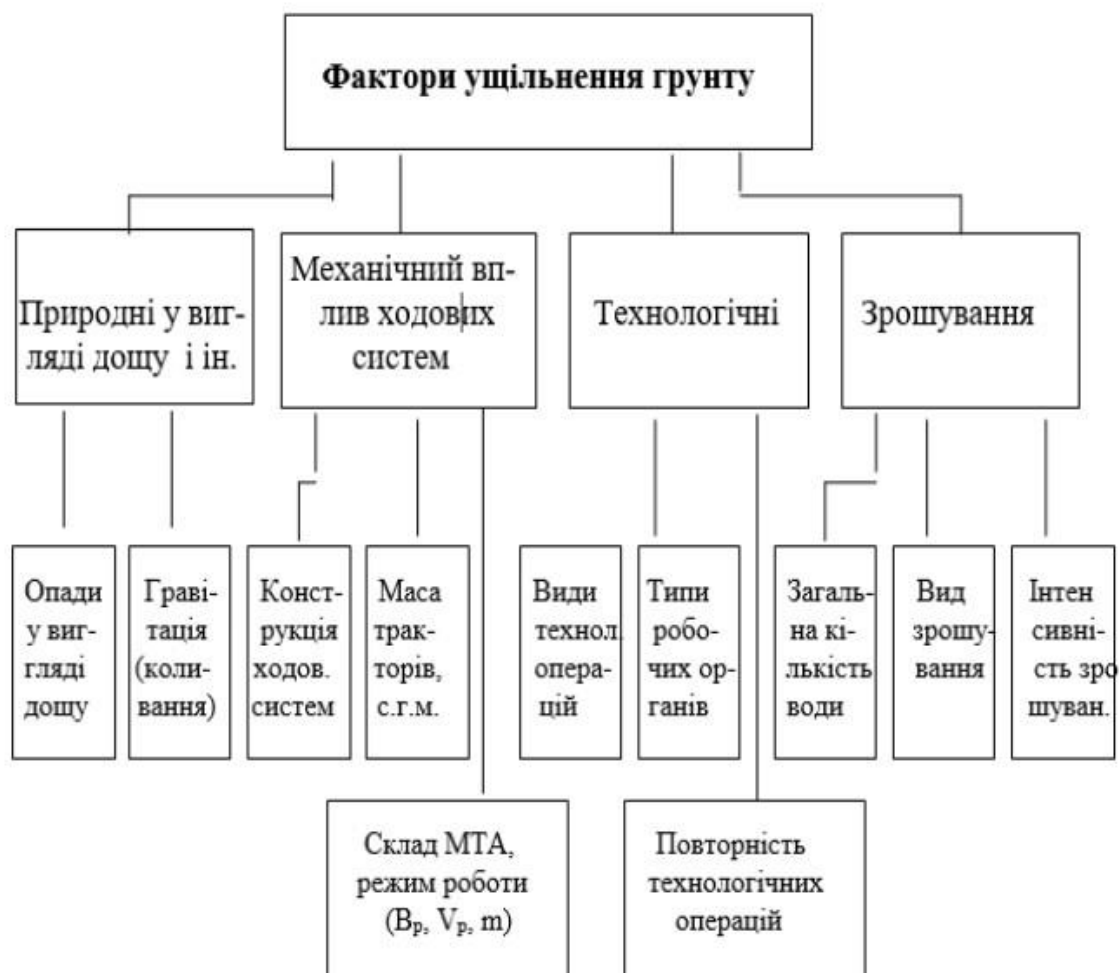 Фактори ущільнення грунту
Природні у виг-
ляді дощу і ін.
Механічний вп-
лив ходових
систем
Технологічні
Зрошування
Опади
у виг-
гляді
дощу
Граві-
тація
(коли-
вання)
Конст-
рукція
ходов.
систем
Маса
трак-
торів,
с.г.м.
Види
технол.
опера-
цій
Типи
робо-
чих ор-
ганів
Загаль-
на кі-
лькість
води
Вид
зрошу-
вання
Інтен
сивні-
сть зро
шуван.
Склад МТА,
режим роботи
(Вр, Vр, m)
Повторність
технологічних
операцій